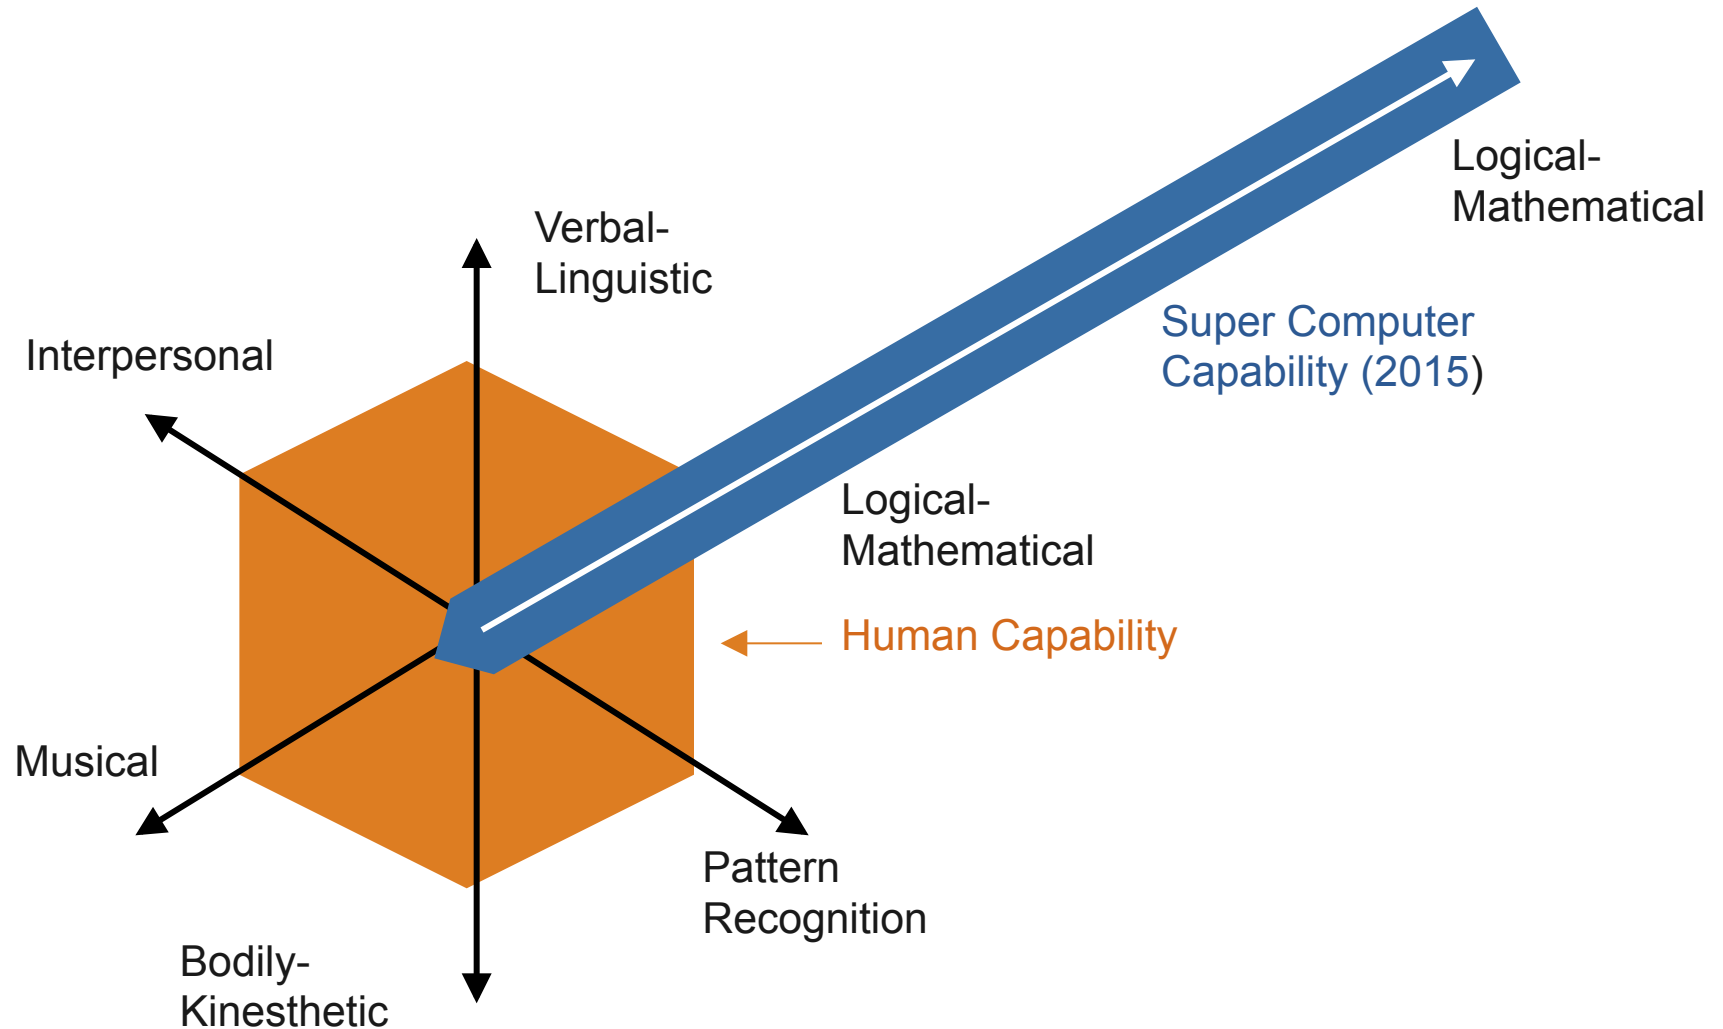 Logical-
Mathematical
Verbal-
Linguistic
Super Computer
Capability (2015)
Interpersonal
Logical-
Mathematical
Human Capability
Musical
Pattern
Recognition
Bodily-
Kinesthetic